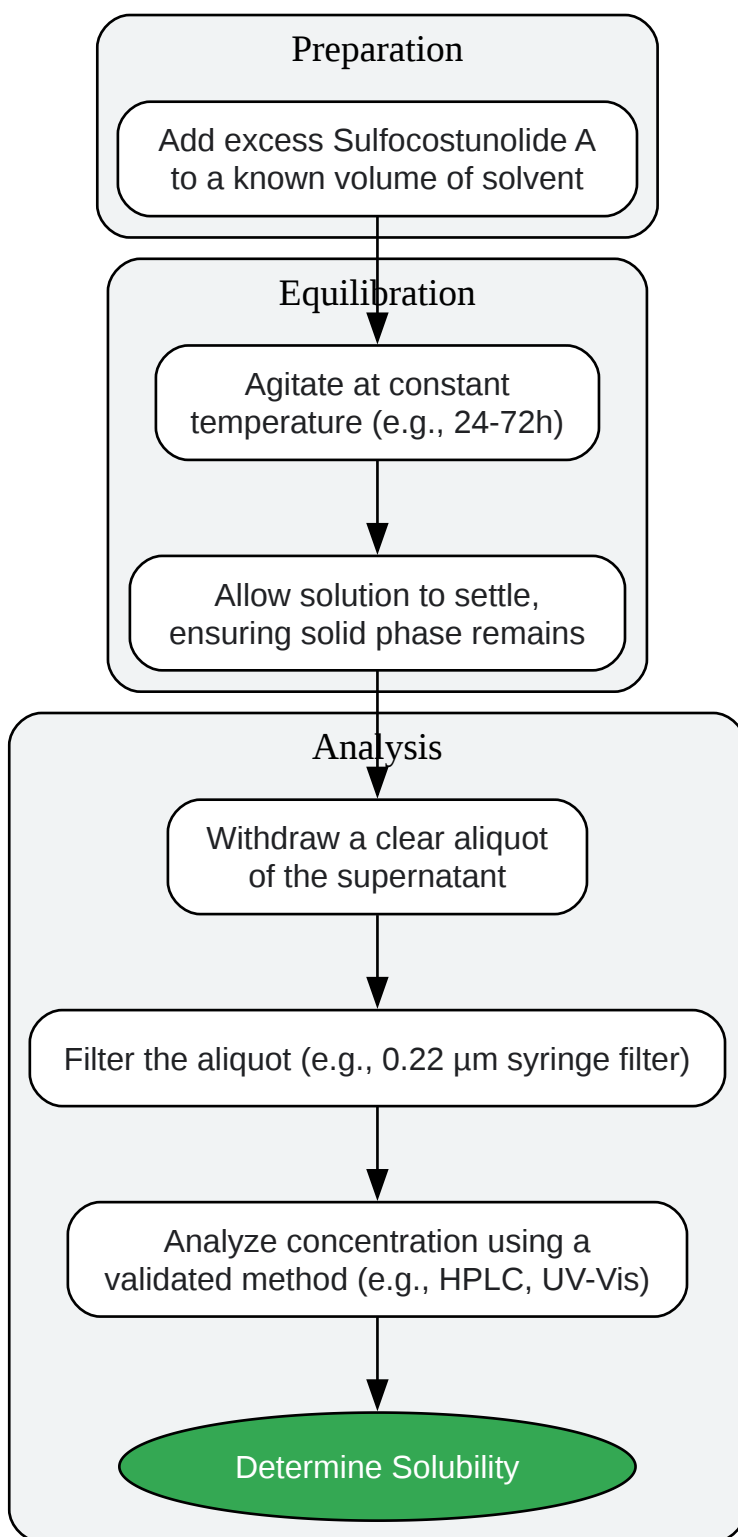 Preparation
Add excess Sulfocostunolide A
to a known volume of solvent
Equilibration
Agitate at constant
temperature (e.g., 24-72h)
Allow solution to settle,
ensuring solid phase remains
Analysis
Withdraw a clear aliquot
of the supernatant
Filter the aliquot (e.g., 0.22 µm syringe filter)
Analyze concentration using a
validated method (e.g., HPLC, UV-Vis)
Determine Solubility